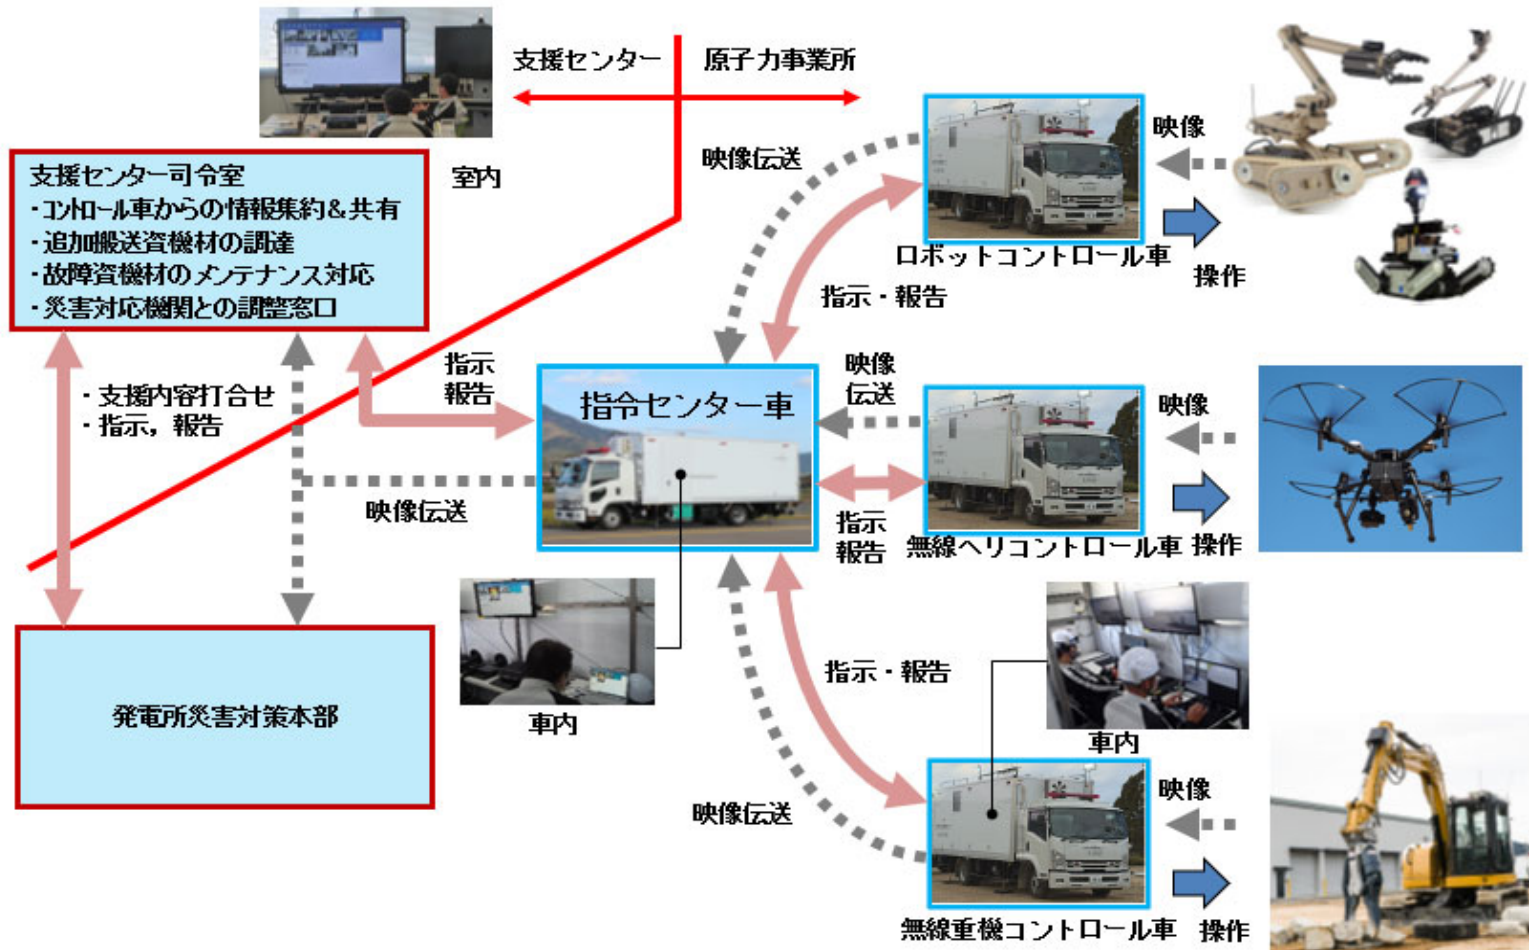 支援センター
原子力事業所
室内
支援センター司令室
・コントロール車からの情報集約＆共有
・追加搬送資機材の調達
・故障資機材のメンテナンス対応
・災害対応機関との調整窓口
映像伝送
映像
ロボットコントロール車
操作
指示・報告
・支援内容打合せ
・指示，報告
指示
報告
指令センター車
映像
伝送
映像
映像伝送
指示
報告
無線ヘリコントロール車
操作
車内
発電所災害対策本部
指示・報告
車内
映像伝送
映像
無線重機コントロール車
操作